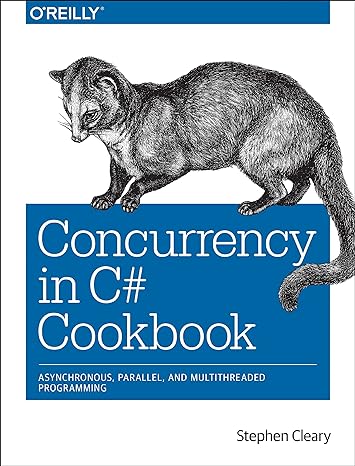 O'REILLY®
Concurrency
in C#
Cookbook
ASYNCHRONOUS, PARALLEL, AND MULTITHREADED
PROGRAMMING
Stephen Cleary